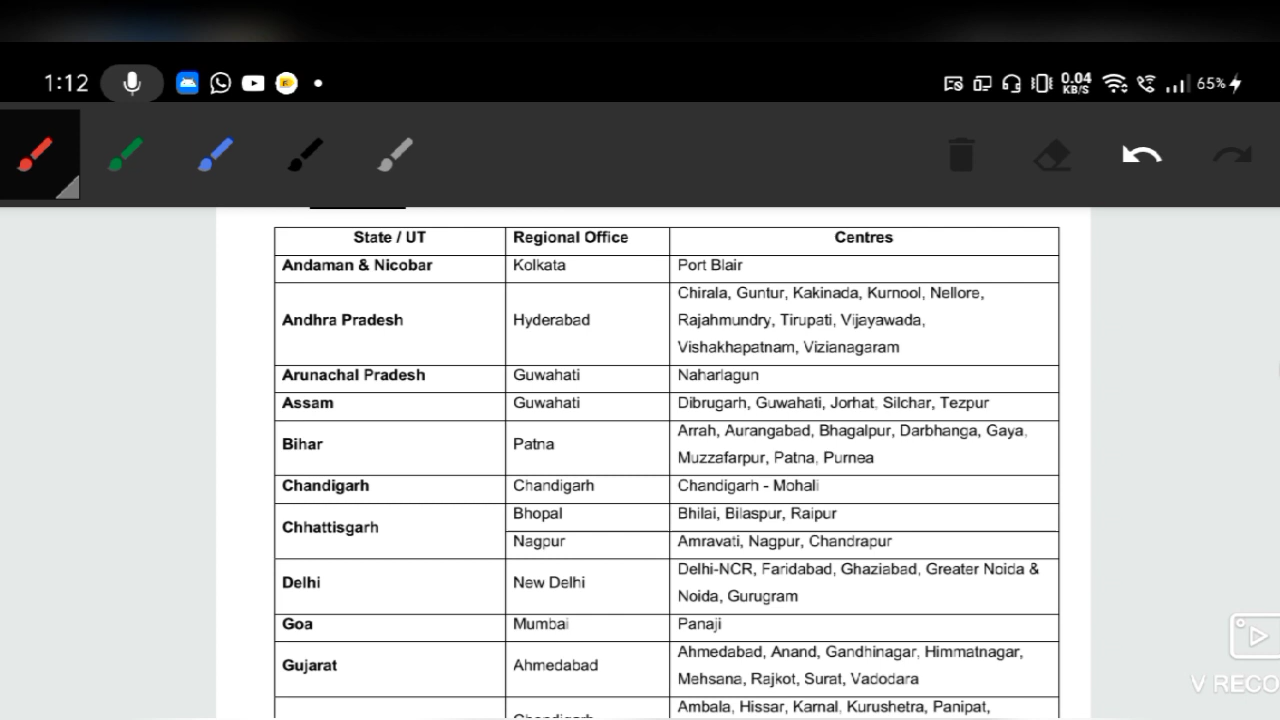 1:12
0.04
KB/S
65%
State / UT Regional Office Centres
Andaman & Nicobar Kolkata Port Blair
Andhra Pradesh Hyderabad Chirala, Guntur, Kakinada, Kurnool, Nellore,
Rajahmundry, Tirupati, Vijayawada,
Vishakhapatnam, Vizianagaram
Arunachal Pradesh Guwahati Naharlagun
Assam Guwahati Dibrugarh, Guwahati, Jorhat, Silchar, Tezpur
Bihar Patna Arrah, Aurangabad, Bhagalpur, Darbhanga, Gaya,
Muzzafarpur, Patna, Purnea
Chandigarh Chandigarh Chandigarh - Mohali
Chhattisgarh Bhopal Bhilai, Bilaspur, Raipur
Nagpur Amravati, Nagpur, Chandrapur
Delhi New Delhi Delhi-NCR, Faridabad, Ghaziabad, Greater Noida &
Noida, Gurugram
Goa Mumbai Panaji
Gujarat Ahmedabad Ahmedabad, Anand, Gandhinagar, Himmatnagar,
Mehsana, Rajkot, Surat, Vadodara
Chandigarh Ambala, Hissar, Karnal, Kurushetra, Panipat,
V RECO